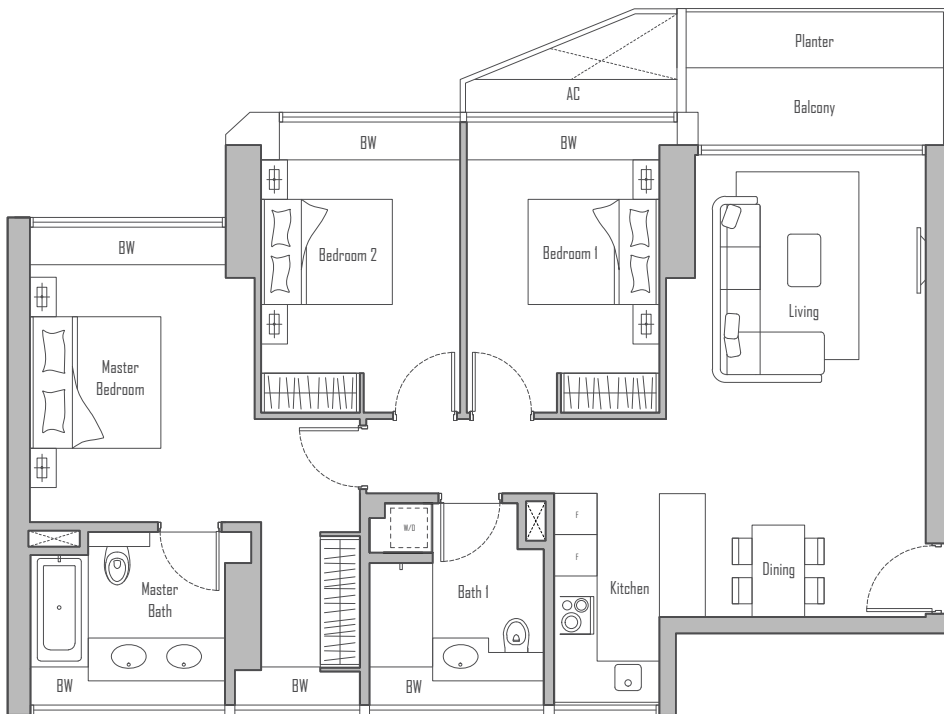 Planter
AC
Balcony
BW
BW
BW
Bedroom 2
Bedroom 1
Living
Master
Bedroom
W/D
F
F
Master
Bath
Bath 1
Kitchen
Dining
BW
BW
BW